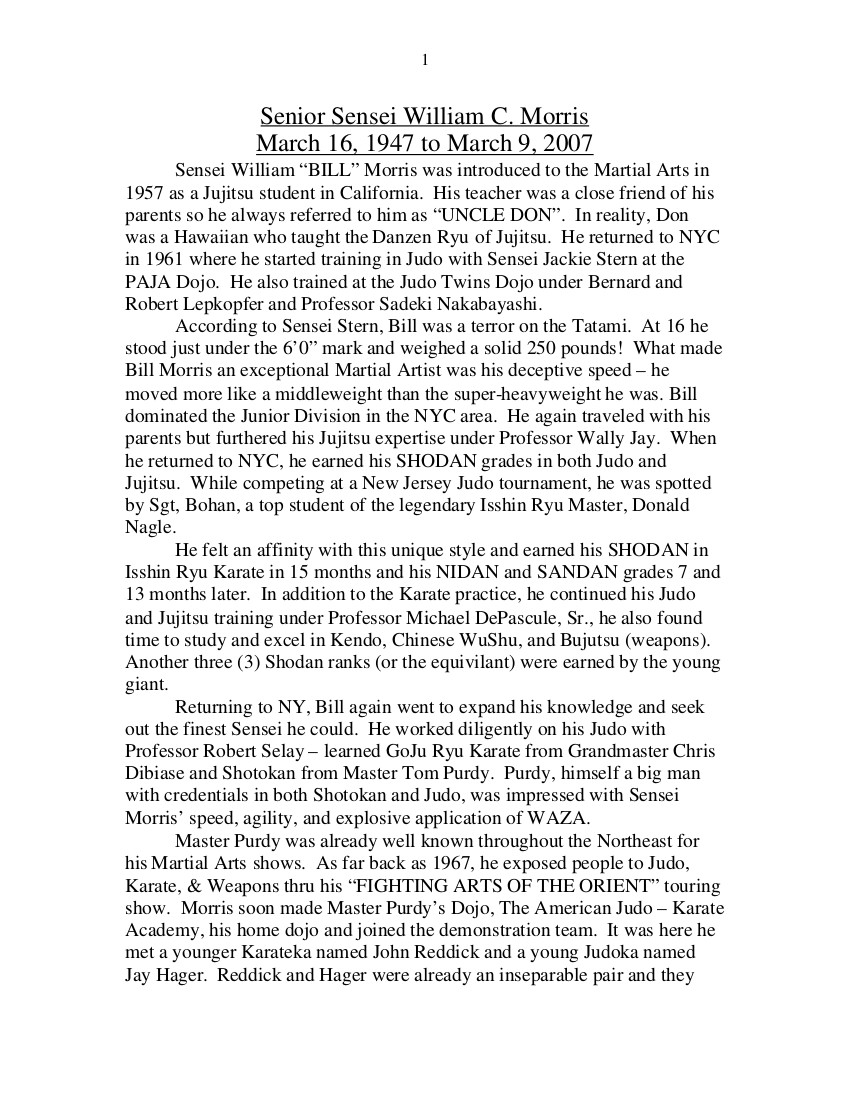 1
Senior Sensei William C. Morris
March 16, 1947 to March 9, 2007
Sensei William “BILL” Morris was introduced to the Martial Arts in
1957 as a Jujitsu student in California.  His teacher was a close friend of his
parents so he always referred to him as “UNCLE DON”.  In reality, Don
was a Hawaiian who taught the Danzen Ryu of Jujitsu.  He returned to NYC
in 1961 where he started training in Judo with Sensei Jackie Stern at the
PAJA Dojo.  He also trained at the Judo Twins Dojo under Bernard and
Robert Lepkopfer and Professor Sadeki Nakabayashi.
According to Sensei Stern, Bill was a terror on the Tatami.  At 16 he
stood just under the 6’0” mark and weighed a solid 250 pounds!  What made
Bill Morris an exceptional Martial Artist was his deceptive speed – he
moved more like a middleweight than the super-heavyweight he was. Bill
dominated the Junior Division in the NYC area.  He again traveled with his
parents but furthered his Jujitsu expertise under Professor Wally Jay.  When
he returned to NYC, he earned his SHODAN grades in both Judo and
Jujitsu.  While competing at a New Jersey Judo tournament, he was spotted
by Sgt, Bohan, a top student of the legendary Isshin Ryu Master, Donald
Nagle.
He felt an affinity with this unique style and earned his SHODAN in
Isshin Ryu Karate in 15 months and his NIDAN and SANDAN grades 7 and
13 months later.  In addition to the Karate practice, he continued his Judo
and Jujitsu training under Professor Michael DePascule, Sr., he also found
time to study and excel in Kendo, Chinese WuShu, and Bujutsu (weapons).
Another three (3) Shodan ranks (or the equivilant) were earned by the young
giant.
Returning to NY, Bill again went to expand his knowledge and seek
out the finest Sensei he could.  He worked diligently on his Judo with
Professor Robert Selay – learned GoJu Ryu Karate from Grandmaster Chris
Dibiase and Shotokan from Master Tom Purdy.  Purdy, himself a big man
with credentials in both Shotokan and Judo, was impressed with Sensei
Morris’ speed, agility, and explosive application of WAZA.
Master Purdy was already well known throughout the Northeast for
his Martial Arts shows.  As far back as 1967, he exposed people to Judo,
Karate, & Weapons thru his “FIGHTING ARTS OF THE ORIENT” touring
show.  Morris soon made Master Purdy’s Dojo, The American Judo – Karate
Academy, his home dojo and joined the demonstration team.  It was here he
met a younger Karateka named John Reddick and a young Judoka named
Jay Hager.  Reddick and Hager were already an inseparable pair and they